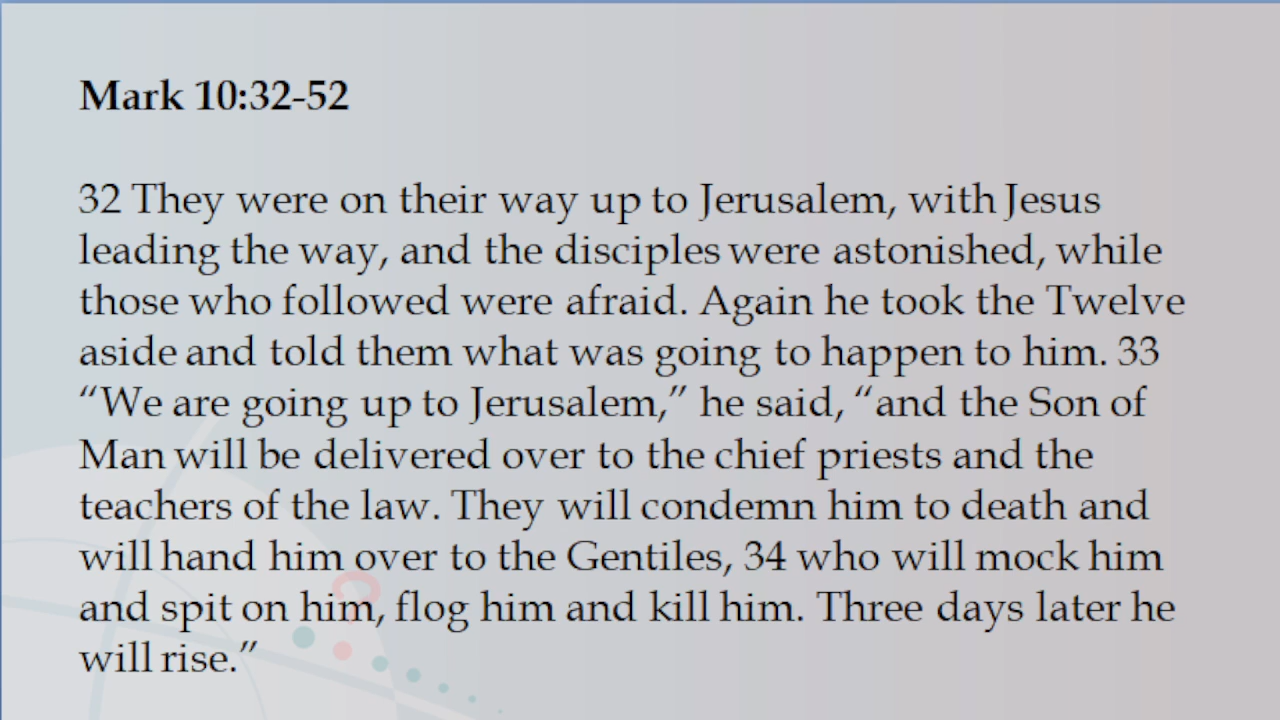 Mark 10:32-52
32 They were on their way up to Jerusalem, with Jesus
leading the way, and the disciples were astonished, while
those who followed were afraid. Again he took the Twelve
aside and told them what was going to happen to him. 33
“We are going up to Jerusalem,” he said, “and the Son of
Man will be delivered over to the chief priests and the
teachers of the law. They will condemn him to death and
will hand him over to the Gentiles, 34 who will mock him
and spit on him, flog him and kill him. Three days later he
will rise.”